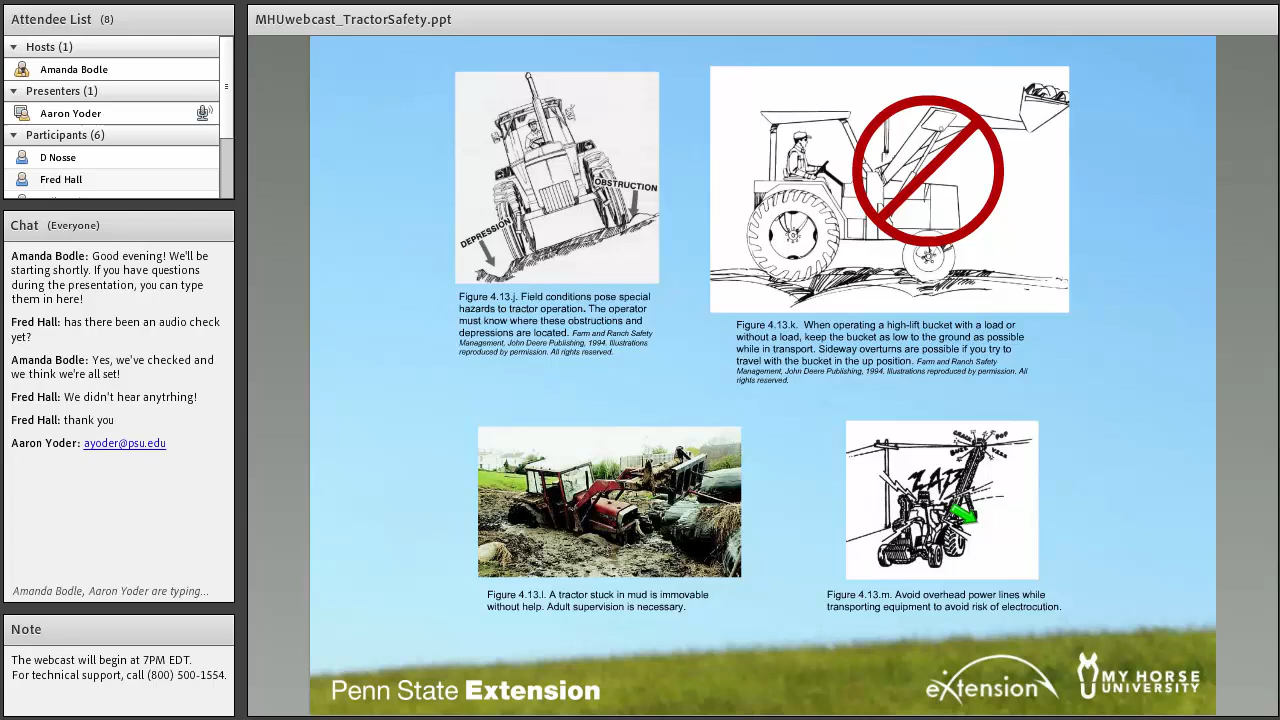 Attendee List (8)
Hosts (1)
Amanda Bodle
Presenters (1)
Aaron Yoder
Participants (6)
D Nosse
Fred Hall
Chat (Everyone)
Amanda Bodle: Good evening! We'll be
starting shortly. If you have questions
during the presentation, you can type
them in here!
Fred Hall: has there been an audio check
yet?
Amanda Bodle: Yes, we've checked and
we think we're all set!
Fred Hall: We didn't hear anytrhing!
Fred Hall: thank you
Aaron Yoder: ayoder@psu.edu
Amanda Bodle, Aaron Yoder are typing...
Note
The webcast will begin at 7PM EDT.
For technical support, call (800) 500-1554.
MHUwebcast_TractorSafety.ppt
OBSTRUCTION
DEPRESSION
Figure 4.13.j. Field conditions pose special
hazards to tractor operation. The operator
must know where these obstructions and
depressions are located. Farm and Ranch Safety
Management, John Deere Publishing, 1994. Illustrations
reproduced by permission. All rights reserved.
Figure 4.13.k. When operating a high-lift bucket with a load or
without a load, keep the bucket as low to the ground as possible
while in transport. Sideway overturns are possible if you try to
travel with the bucket in the up position. Farm and Ranch Safety
Management, John Deere Publishing, 1994. Illustrations reproduced by permission. All
rights reserved.
Figure 4.13.l. A tractor stuck in mud is immovable
without help. Adult supervision is necessary.
ZAZZ
Figure 4.13.m. Avoid overhead power lines while
transporting equipment to avoid risk of electrocution.
Penn State Extension
eXtension
MY HORSE
UNIVERSITY